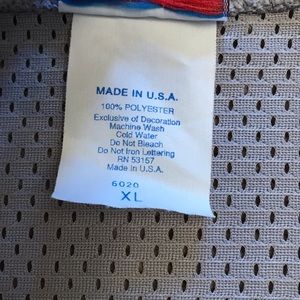 MADE IN U.S.A.
100% POLYESTER
Exclusive of Decoration
Machine Wash
Cold Water
Do Not Bleach
Do Not Iron Lettering
RN 53157
Made in U.S.A.
6020
XL